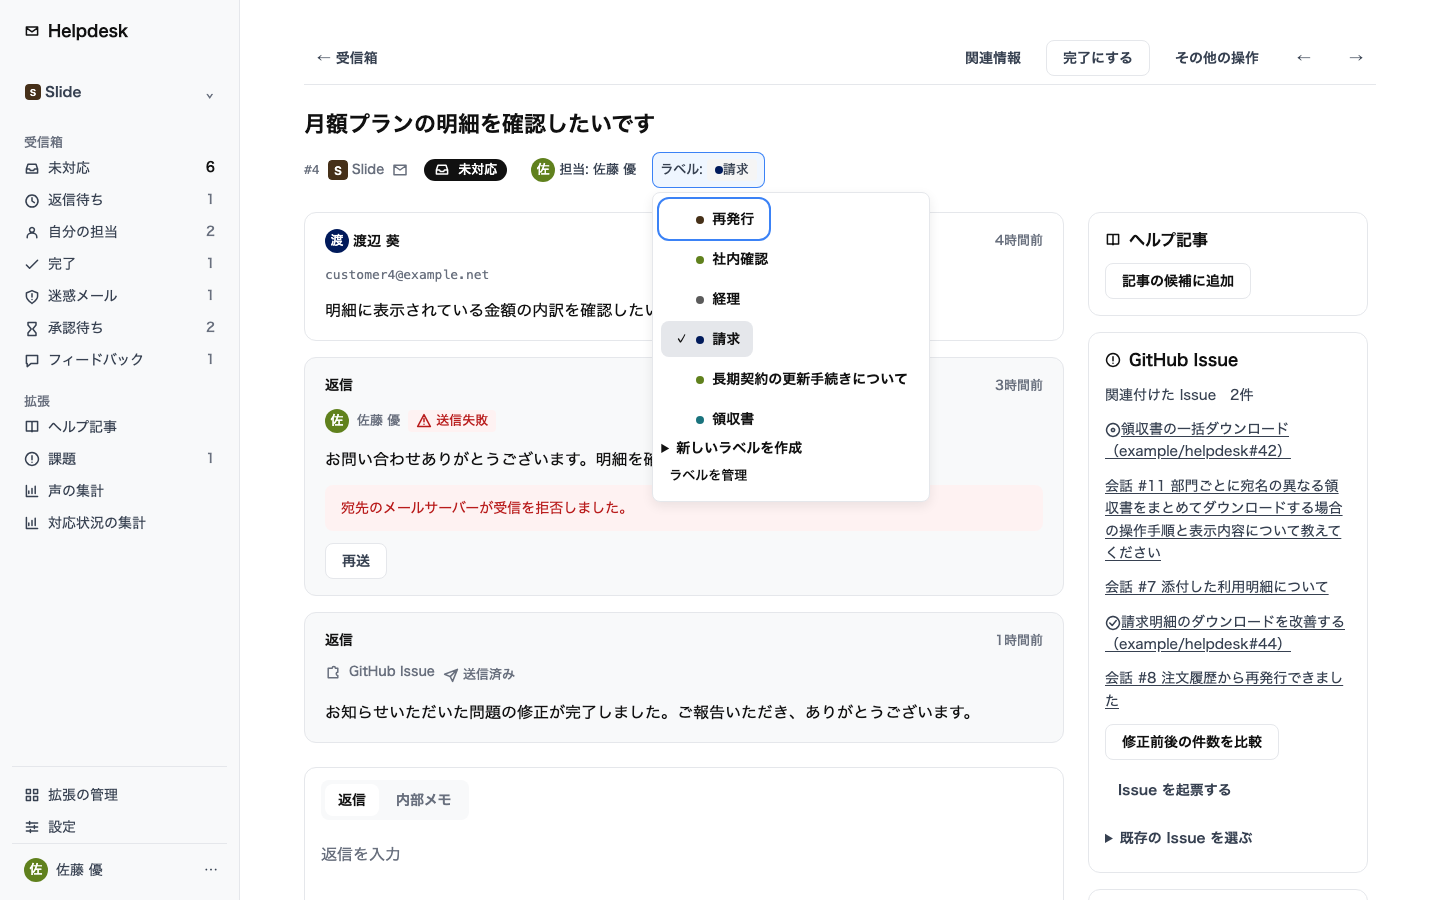 Helpdesk
S Slide
受信箱
未対応 6
返信待ち 1
自分の担当 2
完了 1
迷惑メール 1
承認待ち 2
フィードバック 1
拡張
ヘルプ記事
課題 1
声の集計
対応状況の集計
拡張の管理
設定
佐 佐藤 優 …
← 受信箱
関連情報 完了にする その他の操作 ← →
月額プランの明細を確認したいです
#4 S Slide 未対応 佐 担当: 佐藤 優 ラベル: 請求
再発行
社内確認
経理
✓ 請求
長期契約の更新手続きについて
領収書
▶ 新しいラベルを作成
ラベルを管理
渡 渡辺 葵 4時間前
customer4@example.net
明細に表示されている金額の内訳を確認したい
返信 3時間前
佐 佐藤 優 送信失敗
お問い合わせありがとうございます。明細を確
宛先のメールサーバーが受信を拒否しました。
再送
返信 1時間前
GitHub Issue 送信済み
お知らせいただいた問題の修正が完了しました。ご報告いただき、ありがとうございます。
返信 内部メモ
返信を入力
ヘルプ記事
記事の候補に追加
GitHub Issue
関連付けた Issue 2件
領収書の一括ダウンロード
（example/helpdesk#42）
会話 #11 部門ごとに宛名の異なる領
収書をまとめてダウンロードする場合
の操作手順と表示内容について教えて
ください
会話 #7 添付した利用明細について
請求明細のダウンロードを改善する
（example/helpdesk#44）
会話 #8 注文履歴から再発行できまし
た
修正前後の件数を比較
Issue を起票する
▶ 既存の Issue を選ぶ